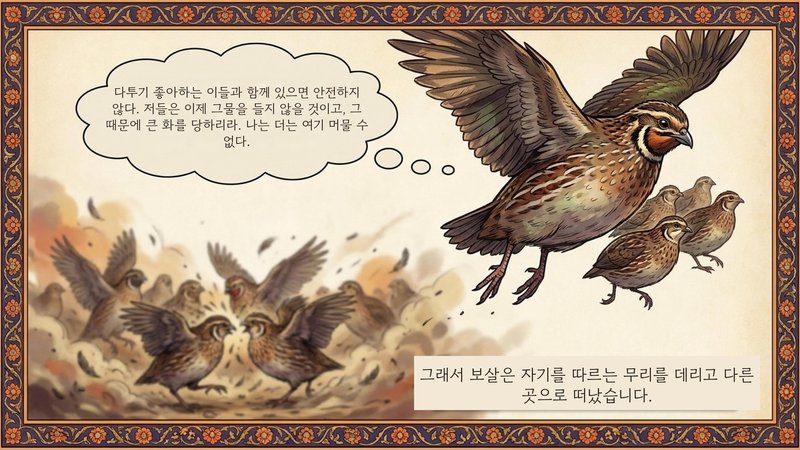 다투기 좋아하는 이들과 함께 있으면 안전하지
않다. 저들은 이제 그물을 들지 않을 것이고, 그
때문에 큰 화를 당하리라. 나는 더는 여기 머물 수
없다.
그래서 보살은 자기를 따르는 무리를 데리고 다른
곳으로 떠났습니다.